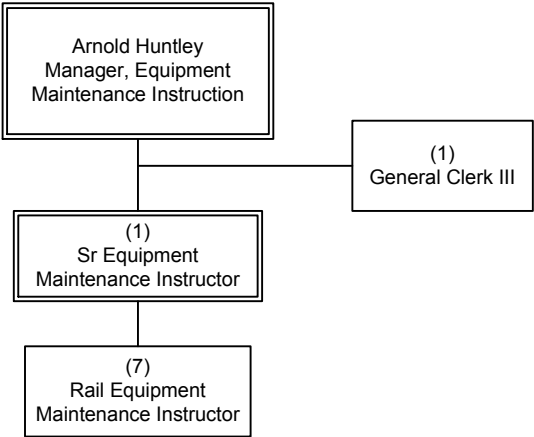 Arnold Huntley
Manager, Equipment
Maintenance Instruction
(1)
General Clerk III
(1)
Sr Equipment
Maintenance Instructor
(7)
Rail Equipment
Maintenance Instructor